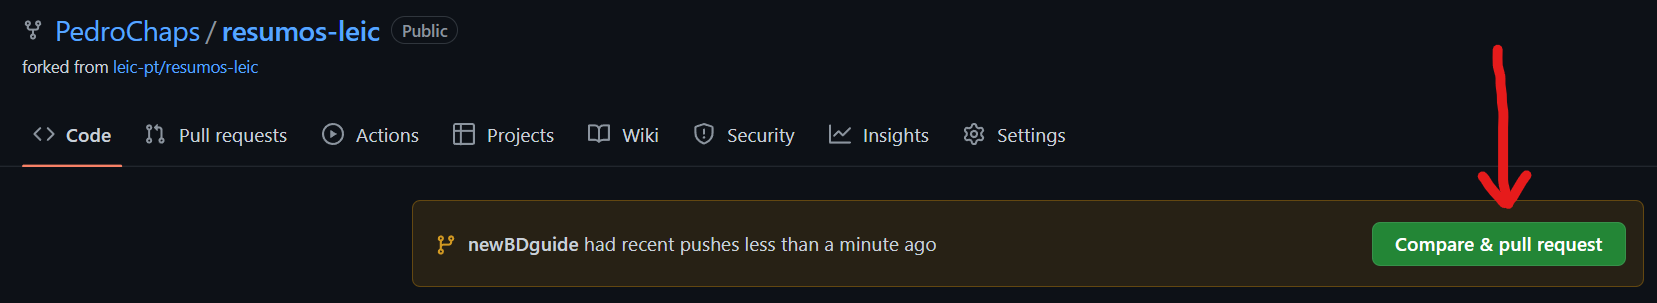 PedroChaps / resumos-leic Public
forked from leic-pt/resumos-leic
Code Pull requests Actions Projects Wiki Security Insights Settings
newBDguide had recent pushes less than a minute ago Compare & pull request